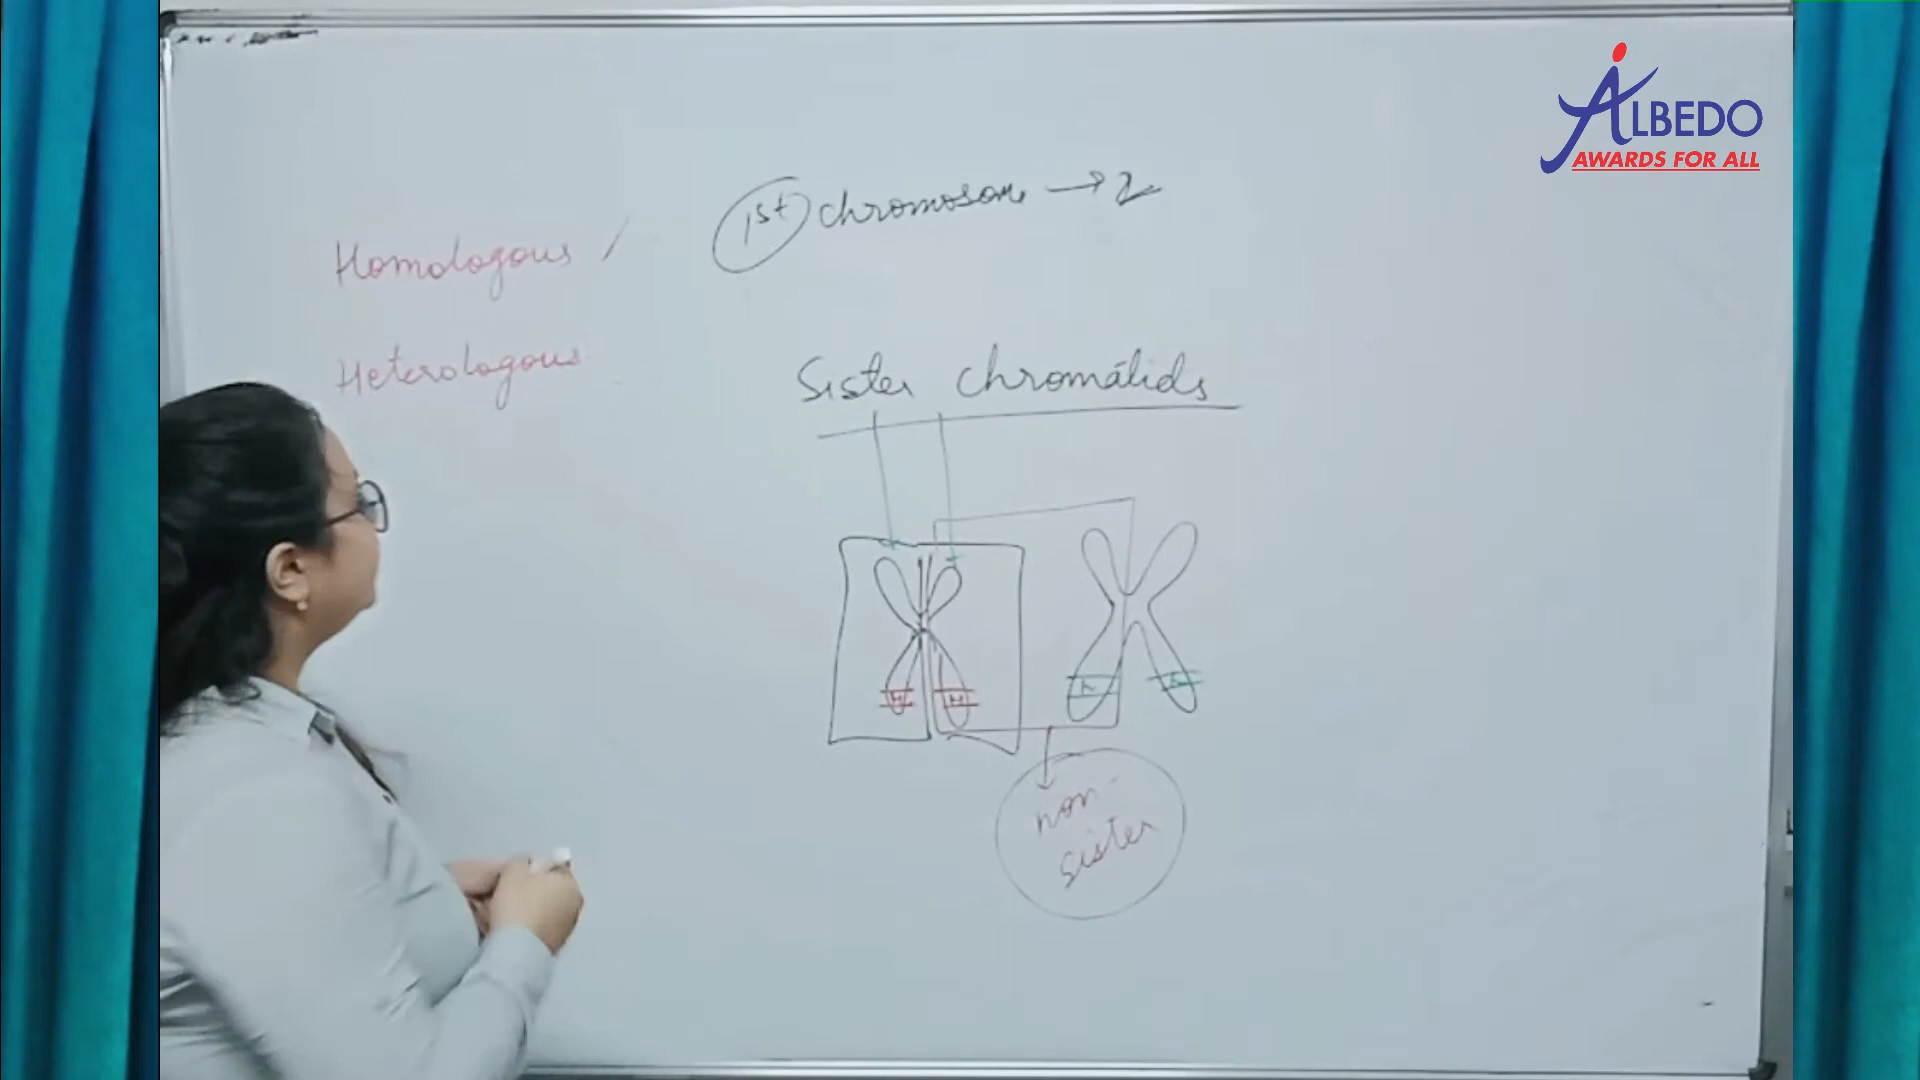 ALBEDO
AWARDS FOR ALL
1st chromosome → 2
Homologous /
Heterologous
Sister chromatids
H H h h
non-
sister